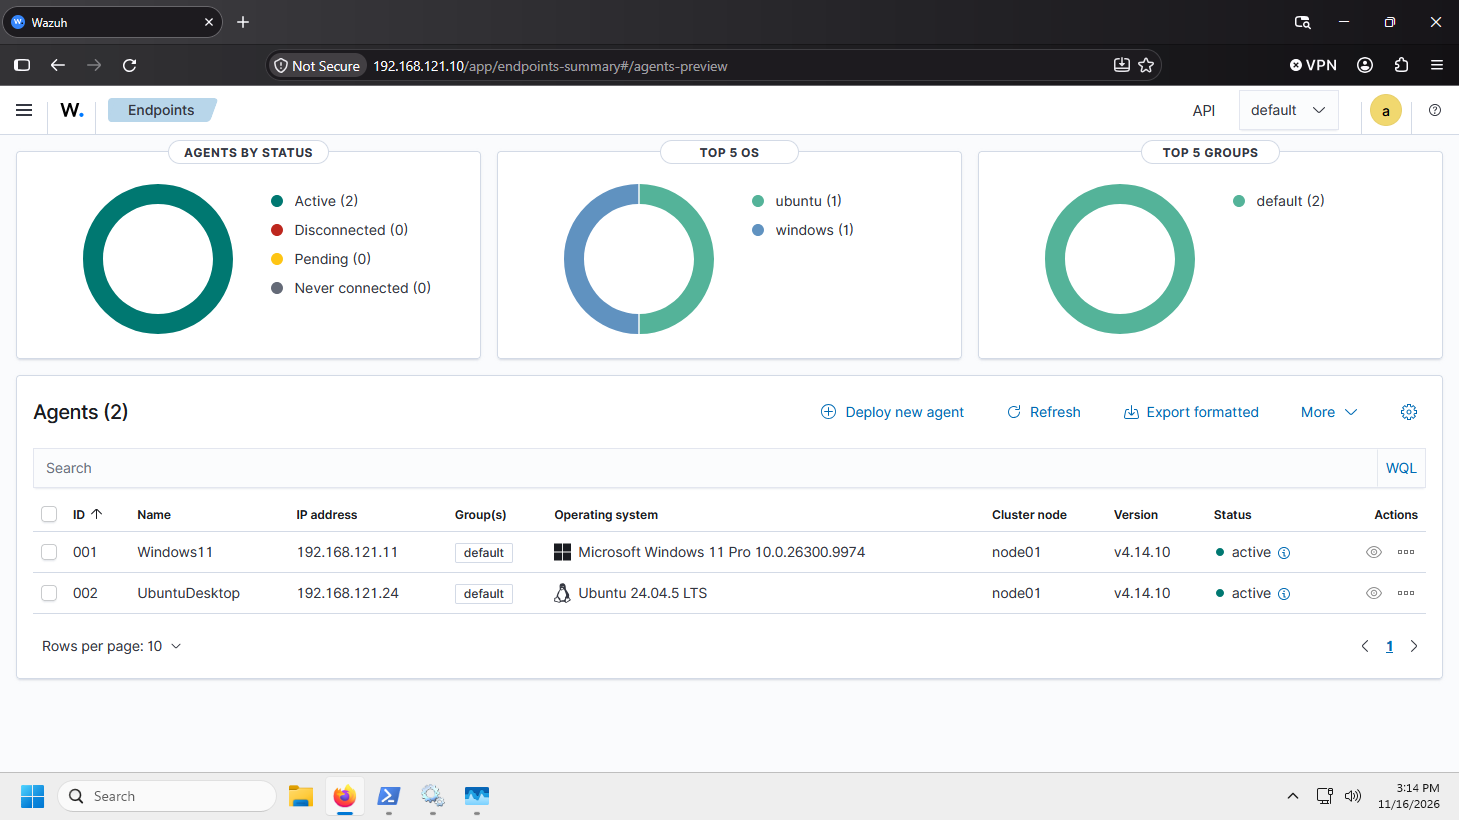 Wazuh
Not Secure 192.168.121.10/app/endpoints-summary#/agents-preview VPN
W. Endpoints API default a
AGENTS BY STATUS
Active (2)
Disconnected (0)
Pending (0)
Never connected (0)
TOP 5 OS
ubuntu (1)
windows (1)
TOP 5 GROUPS
default (2)
Agents (2) Deploy new agent Refresh Export formatted More
Search WQL
ID Name IP address Group(s) Operating system Cluster node Version Status Actions
001 Windows11 192.168.121.11 default Microsoft Windows 11 Pro 10.0.26300.9974 node01 v4.14.10 active
002 UbuntuDesktop 192.168.121.24 default Ubuntu 24.04.5 LTS node01 v4.14.10 active
Rows per page: 10 1
Search 3:14 PM
11/16/2026